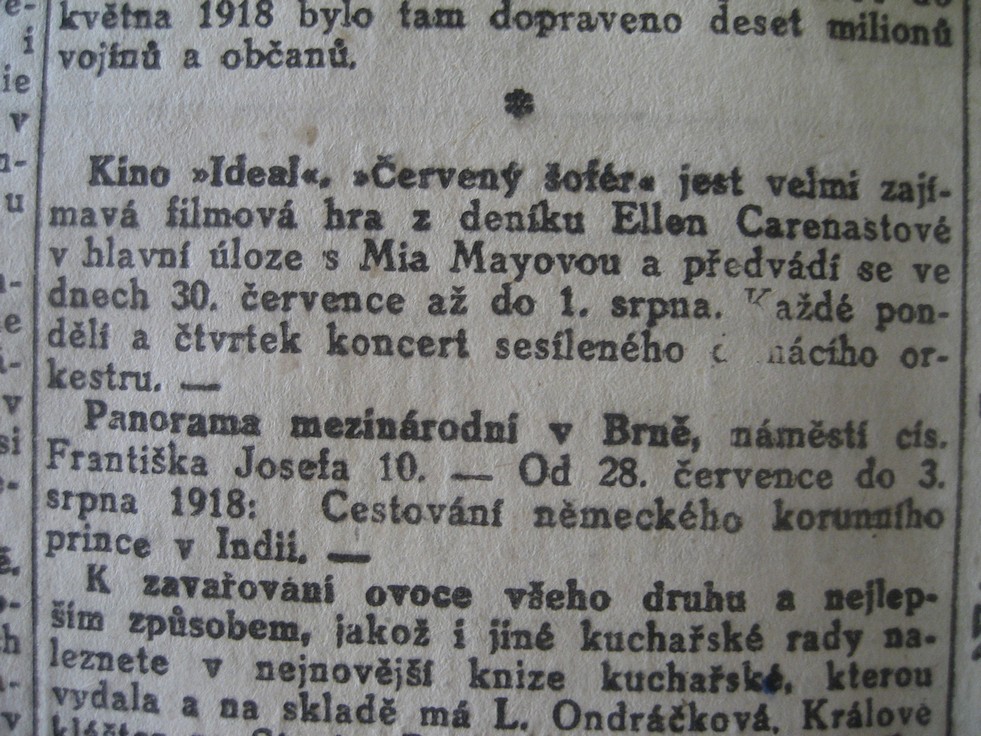 května 1918 bylo tam dopraveno deset milionů
vojínů a občanů.
*
Kino »Ideal«. »Červený šofér« jest velmi zají-
mavá filmová hra z deníku Ellen Carenastové
v hlavní úloze s Mia Mayovou a předvádí se ve
dnech 30. července až do 1. srpna. Každé pon-
dělí a čtvrtek koncert sesíleného or-
kestru. —
Panorama mezinárodní v Brně, náměstí cís.
Františka Josefa 10. — Od 28. července do 3.
srpna 1918: Cestování německého korunního
prince v Indii. —
K zavařování ovoce všeho druhu a nejlep-
ším způsobem, jakož i jiné kuchařské rady na-
leznete v nejnovější knize kuchařské, kterou
vydala a na skladě má L. Ondráčková, Králové